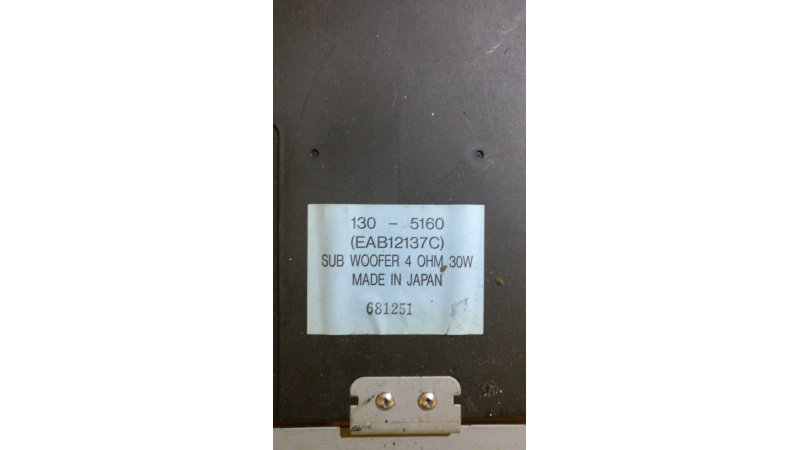 130 - 5160
(EAB12137C)
SUB WOOFER 4 OHM 30W
MADE IN JAPAN
681251